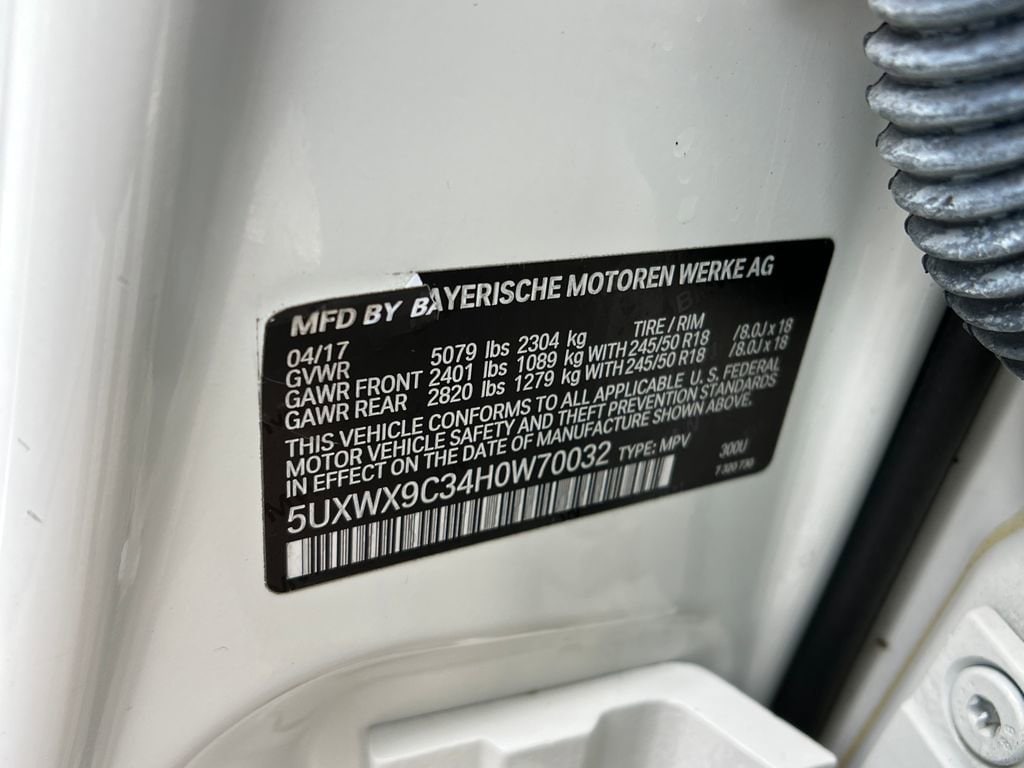 MFD BY BAYERISCHE MOTOREN WERKE AG
04/17 TIRE / RIM
GVWR 5079 lbs 2304 kg
GAWR FRONT 2401 lbs 1089 kg WITH 245/50 R18 /8.0J x 18
GAWR REAR 2820 lbs 1279 kg WITH 245/50 R18 /8.0J x 18
THIS VEHICLE CONFORMS TO ALL APPLICABLE U.S. FEDERAL
MOTOR VEHICLE SAFETY AND THEFT PREVENTION STANDARDS
IN EFFECT ON THE DATE OF MANUFACTURE SHOWN ABOVE.
5UXWX9C34H0W70032 TYPE: MPV 300U
7 320 730